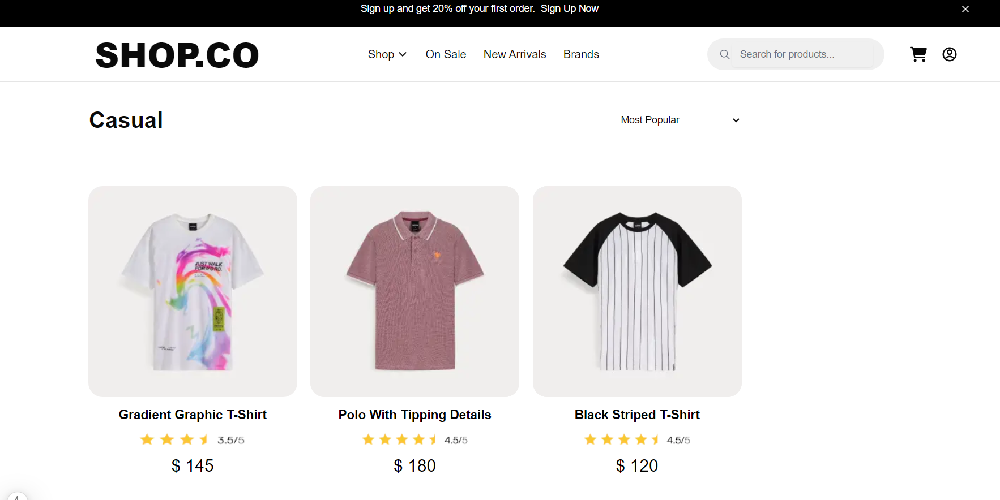 Sign up and get 20% off your first order. Sign Up Now
SHOP.CO
Shop On Sale New Arrivals Brands
Search for products...
Casual
Most Popular
JUST WALK
FORWARD.
Gradient Graphic T-Shirt
3.5/5
$ 145
Polo With Tipping Details
4.5/5
$ 180
Black Striped T-Shirt
4.5/5
$ 120